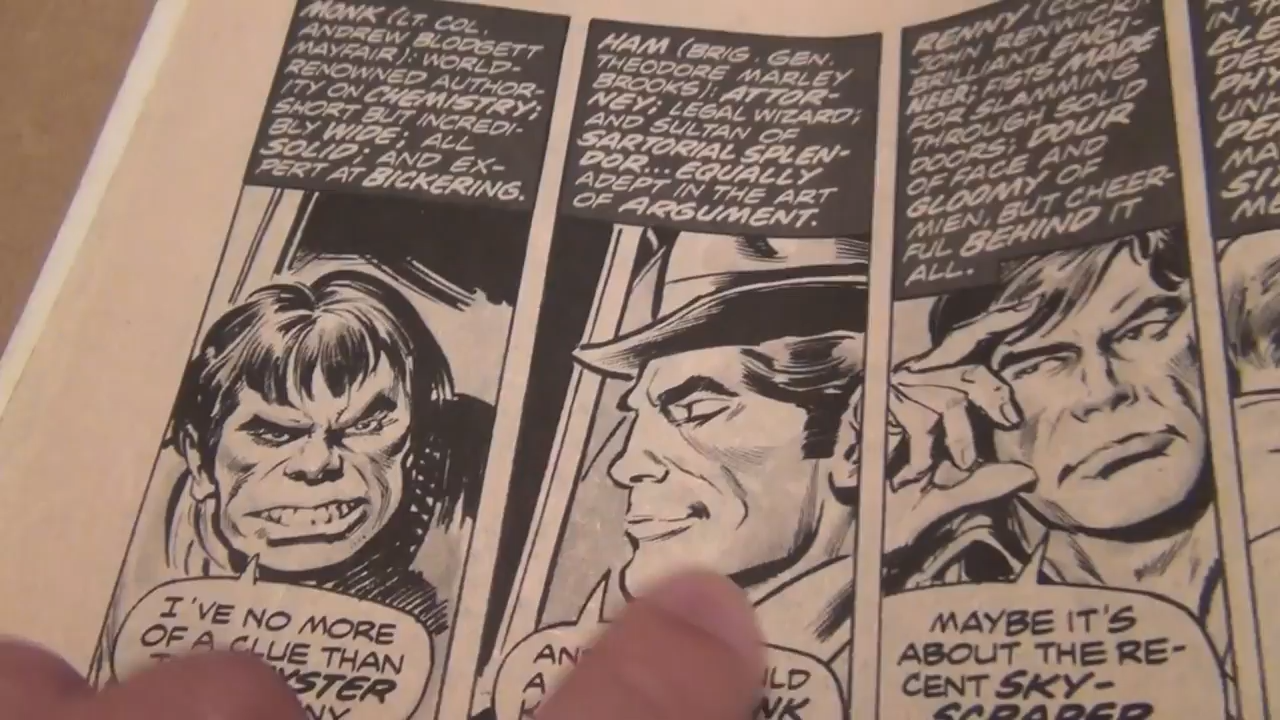 MONK (LT. COL.
ANDREW BLODGETT
MAYFAIR): WORLD-
RENOWNED AUTHOR-
ITY ON CHEMISTRY;
SHORT BUT INCREDI-
BLY WIDE; ALL
SOLID; AND EX-
PERT AT BICKERING.
I'VE NO MORE
OF A CLUE THAN
HAM (BRIG. GEN.
THEODORE MARLEY
BROOKS): ATTOR-
NEY; LEGAL WIZARD;
AND SULTAN OF
SARTORIAL SPLEN-
DOR... EQUALLY
ADEPT IN THE ART
OF ARGUMENT.
RENNY
JOHN RENWICK):
BRILLIANT ENGI-
NEER; FISTS MADE
FOR SLAMMING
THROUGH SOLID
DOORS; DOUR
OF FACE AND
GLOOMY OF
MIEN, BUT CHEER-
FUL BEHIND IT
ALL.
MAYBE IT'S
ABOUT THE RE-
CENT SKY-
SCRAPER
IN